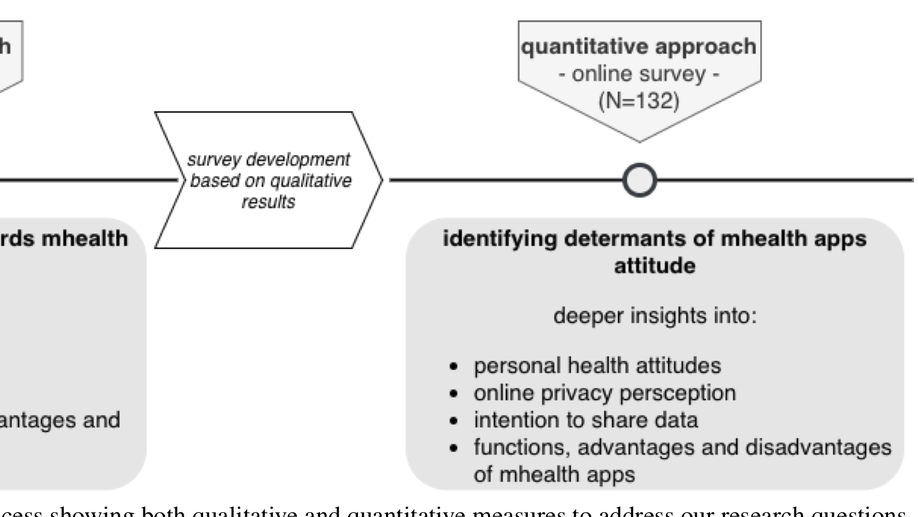 h
quantitative approach
- online survey -
(N=132)
survey development
based on qualitative
results
rds mhealth
antages and
identifying determants of mhealth apps
attitude
deeper insights into:
• personal health attitudes
• online privacy persception
• intention to share data
• functions, advantages and disadvantages
of mhealth apps
cess showing both qualitative and quantitative measures to address our research questions